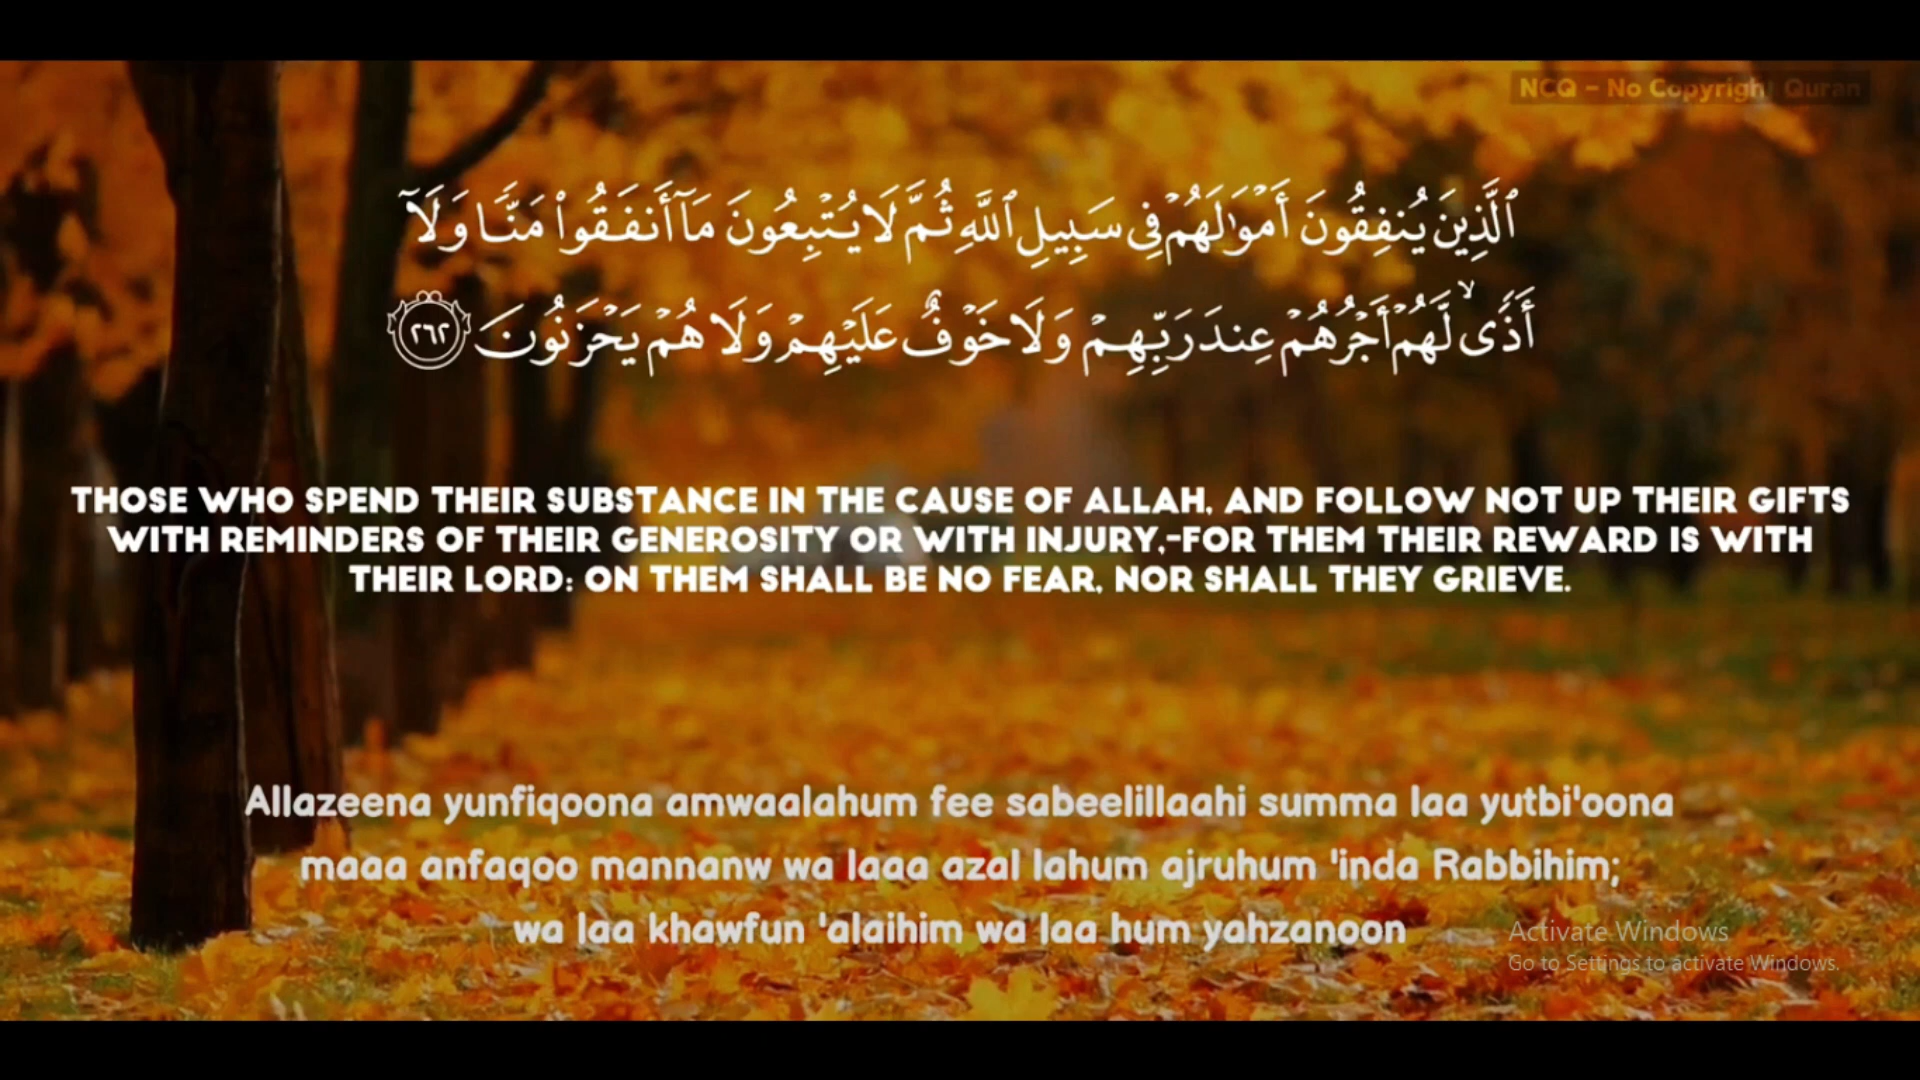 NCQ - No Copyright Quran
ٱلَّذِينَ يُنفِقُونَ أَمْوَٰلَهُمْ فِى سَبِيلِ ٱللَّهِ ثُمَّ لَا يُتْبِعُونَ مَآ أَنفَقُوا۟ مَنًّا وَلَآ
أَذًى ۙ لَّهُمْ أَجْرُهُمْ عِندَ رَبِّهِمْ وَلَا خَوْفٌ عَلَيْهِمْ وَلَا هُمْ يَحْزَنُونَ ٢٦٢
THOSE WHO SPEND THEIR SUBSTANCE IN THE CAUSE OF ALLAH, AND FOLLOW NOT UP THEIR GIFTS
WITH REMINDERS OF THEIR GENEROSITY OR WITH INJURY,-FOR THEM THEIR REWARD IS WITH
THEIR LORD: ON THEM SHALL BE NO FEAR, NOR SHALL THEY GRIEVE.
Allazeena yunfiqoona amwaalahum fee sabeelillaahi summa laa yutbi'oona
maaa anfaqoo mannanw wa laaa azal lahum ajruhum 'inda Rabbihim;
wa laa khawfun 'alaihim wa laa hum yahzanoon
Activate Windows
Go to Settings to activate Windows.